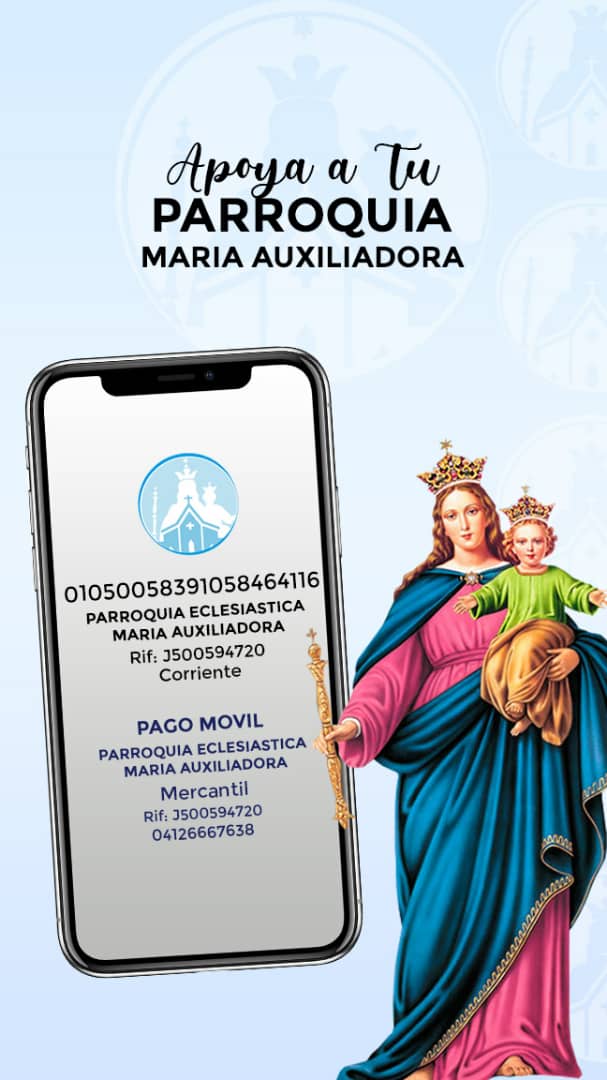 Apoya a Tu
PARROQUIA
MARIA AUXILIADORA
01050058391058464116
PARROQUIA ECLESIASTICA
MARIA AUXILIADORA
Rif: J500594720
Corriente
PAGO MOVIL
PARROQUIA ECLESIASTICA
MARIA AUXILIADORA
Mercantil
Rif: J500594720
04126667638